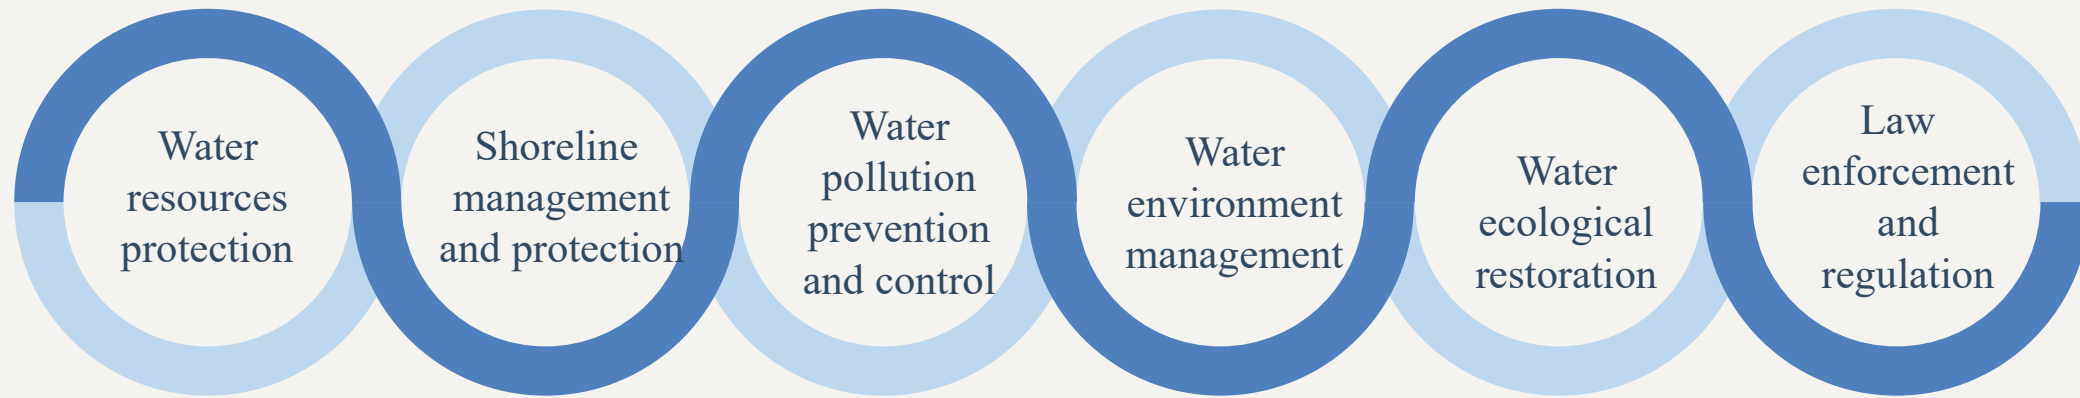 Water
resources
protection
Shoreline
management
and protection
Water
pollution
prevention
and control
Water
environment
management
Water
ecological
restoration
Law
enforcement
and
regulation